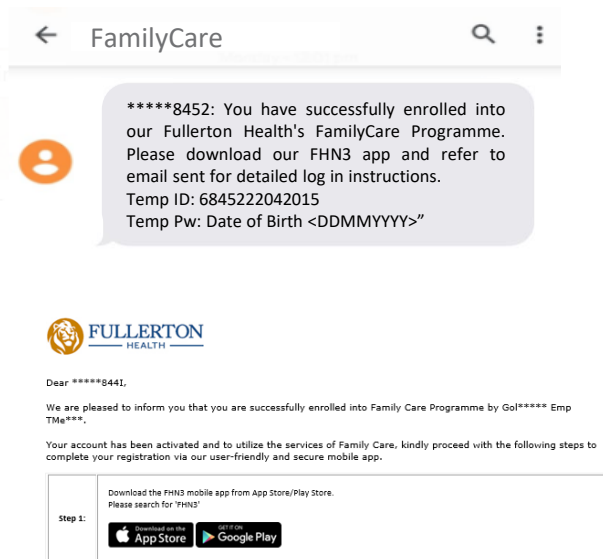 FamilyCare
*****8452: You have successfully enrolled into
our Fullerton Health's FamilyCare Programme.
Please download our FHN3 app and refer to
email sent for detailed log in instructions.
Temp ID: 6845222042015
Temp Pw: Date of Birth <DDMMYYYY>”
FULLERTON
HEALTH
Dear *****844I,
We are pleased to inform you that you are successfully enrolled into Family Care Programme by Gol***** Emp
TMe***.
Your account has been activated and to utilize the services of Family Care, kindly proceed with the following steps to
complete your registration via our user-friendly and secure mobile app.
Step 1:
Download the FHN3 mobile app from App Store/Play Store.
Please search for 'FHN3'
Download on the
App Store
GET IT ON
Google Play